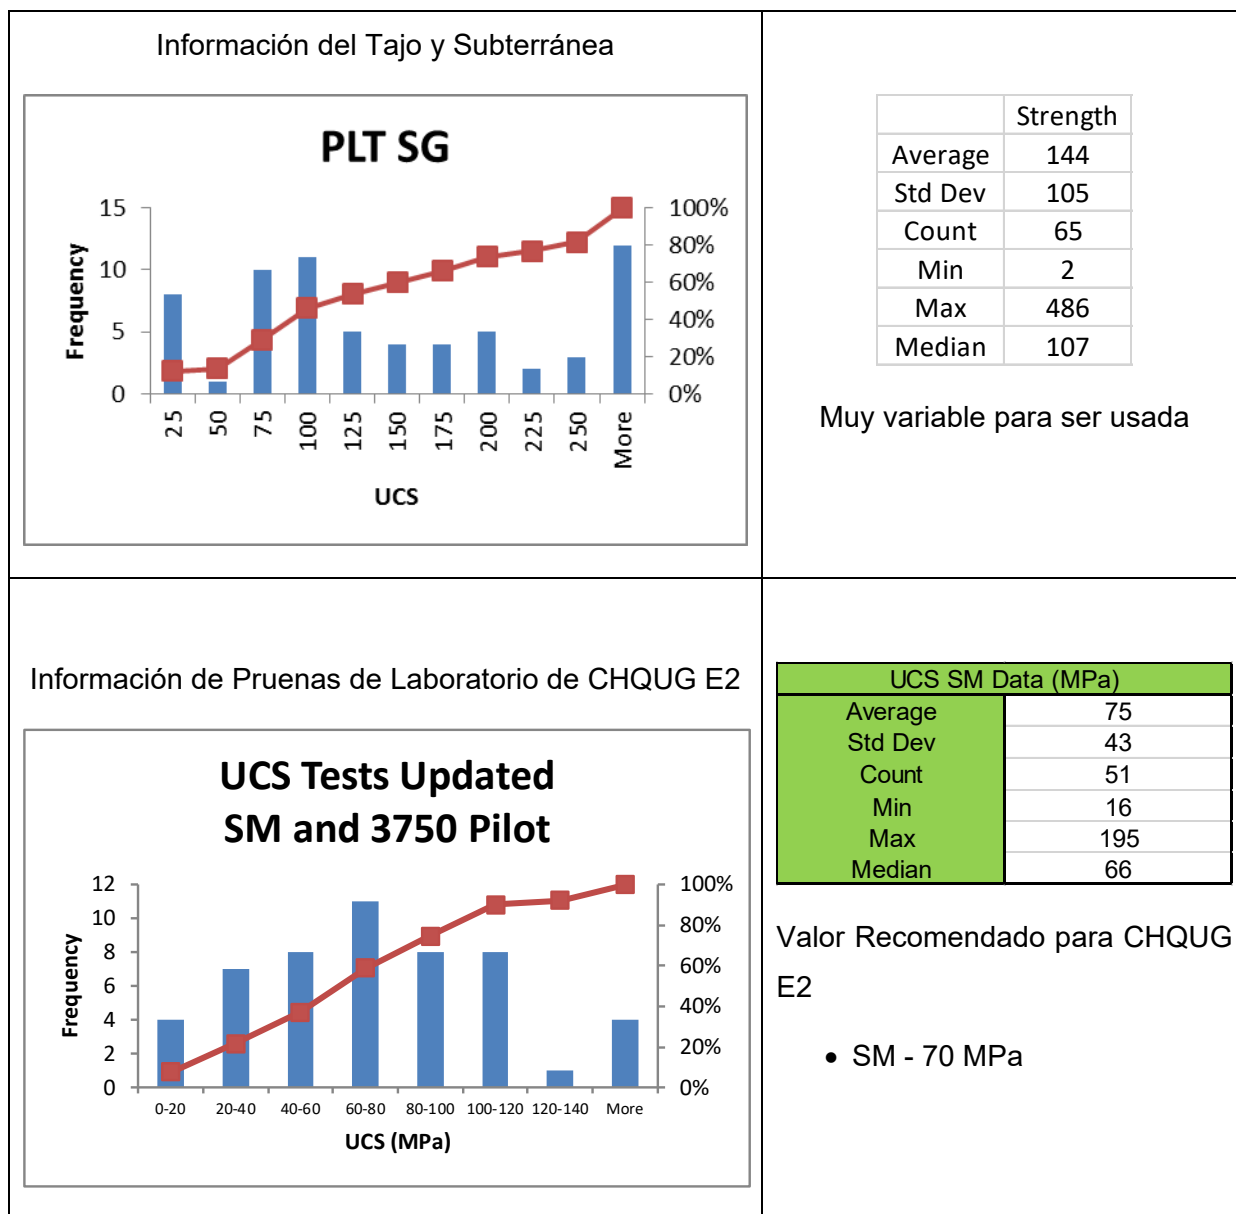 Información del Tajo y Subterránea
PLT SG
15
10
5
0
100%
80%
60%
40%
20%
0%
Frequency
25
50
75
100
125
150
175
200
225
250
More
UCS
Strength
Average 144
Std Dev 105
Count 65
Min 2
Max 486
Median 107
Muy variable para ser usada
Información de Pruenas de Laboratorio de CHQUG E2
UCS Tests Updated
SM and 3750 Pilot
12
10
8
6
4
2
0
100%
80%
60%
40%
20%
0%
Frequency
0-20 20-40 40-60 60-80 80-100 100-120 120-140 More
UCS (MPa)
UCS SM Data (MPa)
Average 75
Std Dev 43
Count 51
Min 16
Max 195
Median 66
Valor Recomendado para CHQUG
E2
• SM - 70 MPa